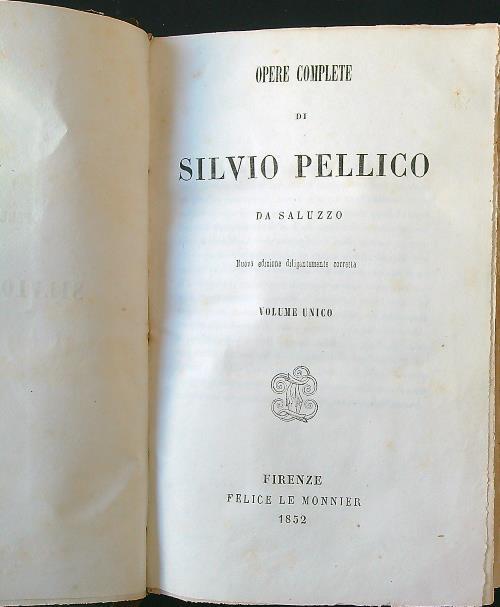 OPERE COMPLETE
DI
SILVIO PELLICO
DA SALUZZO
Nuova edizione diligentemente corretta
VOLUME UNICO
FIRENZE
FELICE LE MONNIER
1852